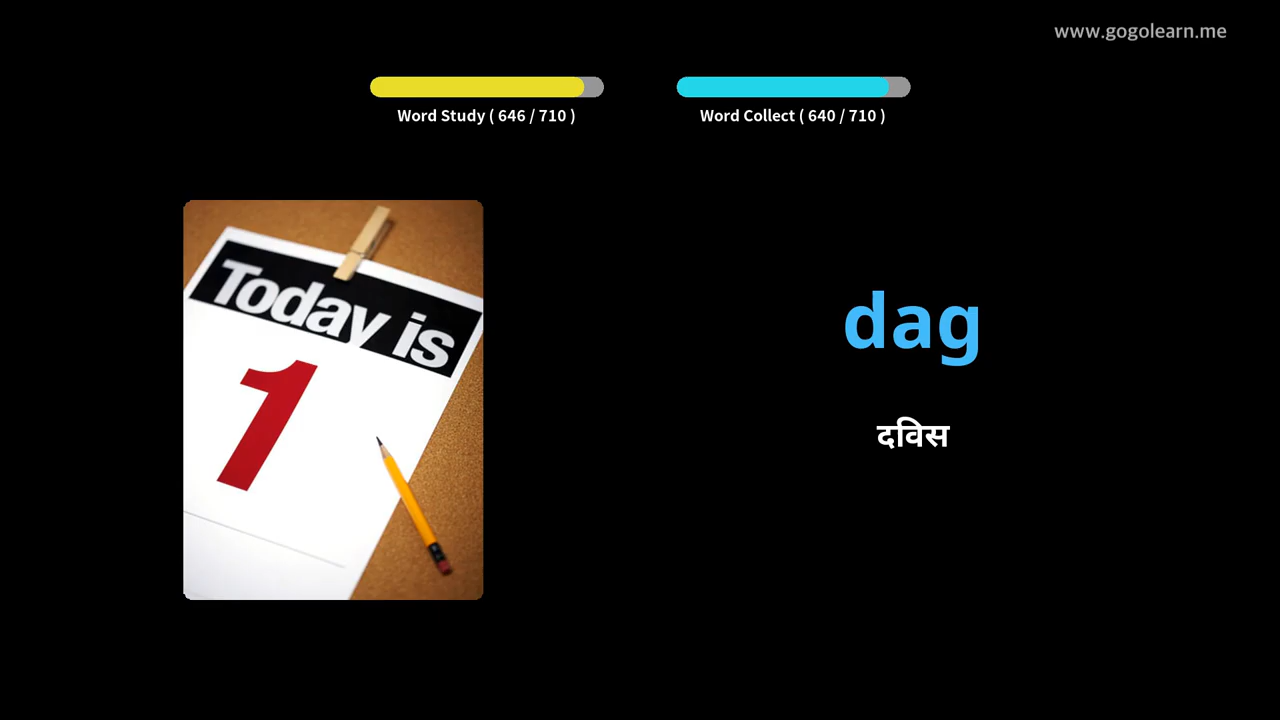 www.gogolearn.me
Word Study ( 646 / 710 )
Word Collect ( 640 / 710 )
Today is
1
dag
दविस